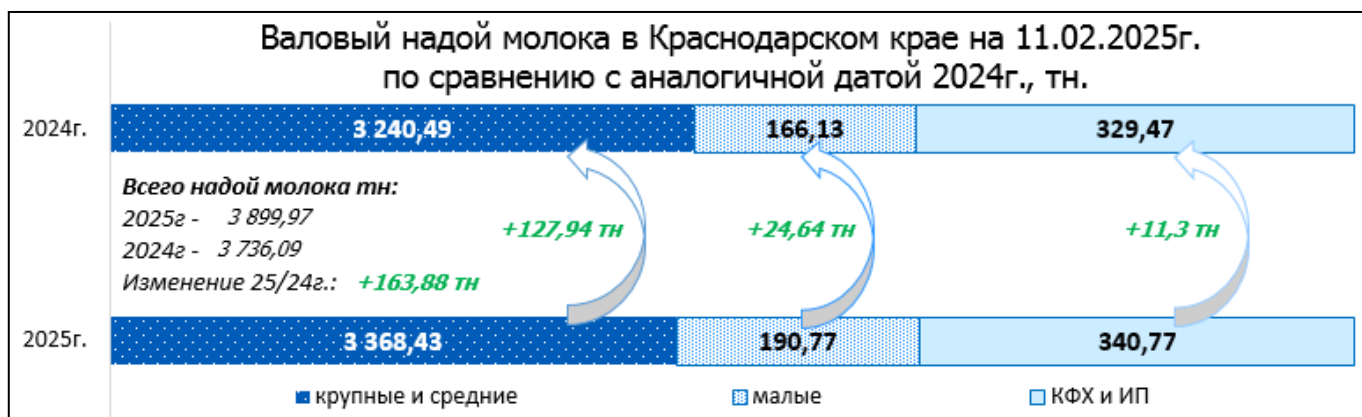 Валовый надой молока в Краснодарском крае на 11.02.2025г.
по сравнению с аналогичной датой 2024г., тн.
2024г.
3 240,49
166,13
329,47
Всего надой молока тн:
2025г - 3 899,97
2024г - 3 736,09
Изменение 25/24г.: +163,88 тн
+127,94 тн
+24,64 тн
+11,3 тн
2025г.
3 368,43
190,77
340,77
крупные и средние
малые
КФХ и ИП